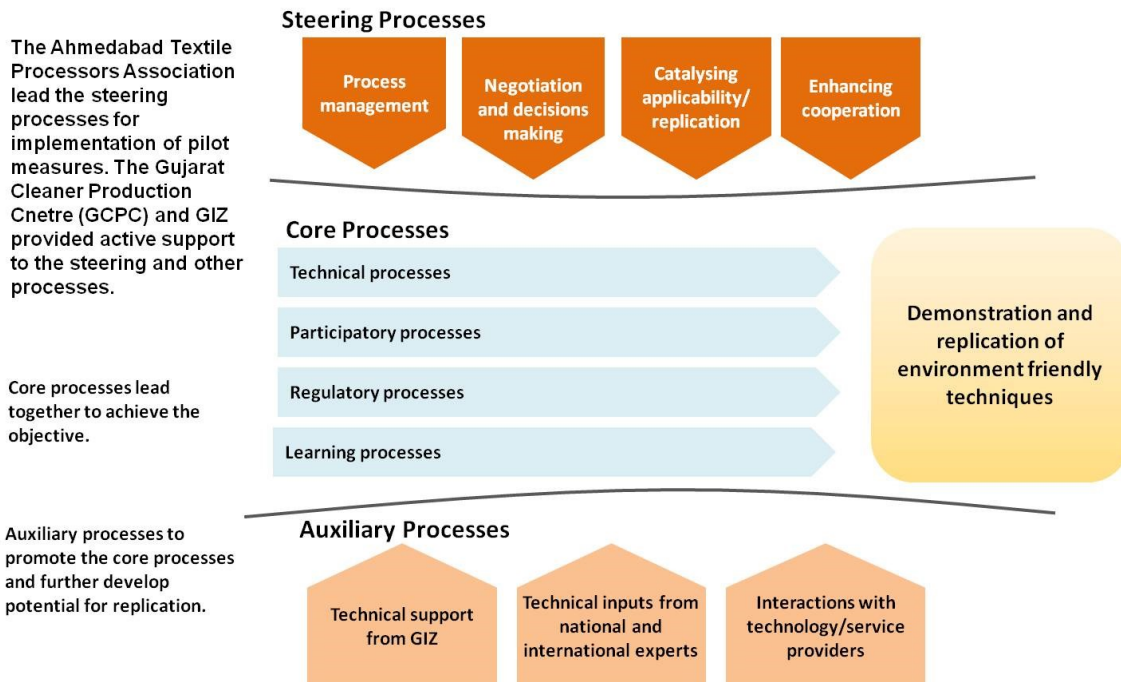 Steering Processes
The Ahmedabad Textile
Processors Association
lead the steering
processes for
implementation of pilot
measures. The Gujarat
Cleaner Production
Cnetre (GCPC) and GIZ
provided active support
to the steering and other
processes.
Process
management
Negotiation
and decisions
making
Catalysing
applicability/
replication
Enhancing
cooperation
Core Processes
Technical processes
Participatory processes
Regulatory processes
Learning processes
Core processes lead
together to achieve the
objective.
Demonstration and
replication of
environment friendly
techniques
Auxiliary Processes
Auxiliary processes to
promote the core processes
and further develop
potential for replication.
Technical support
from GIZ
Technical inputs from
national and
international experts
Interactions with
technology/service
providers